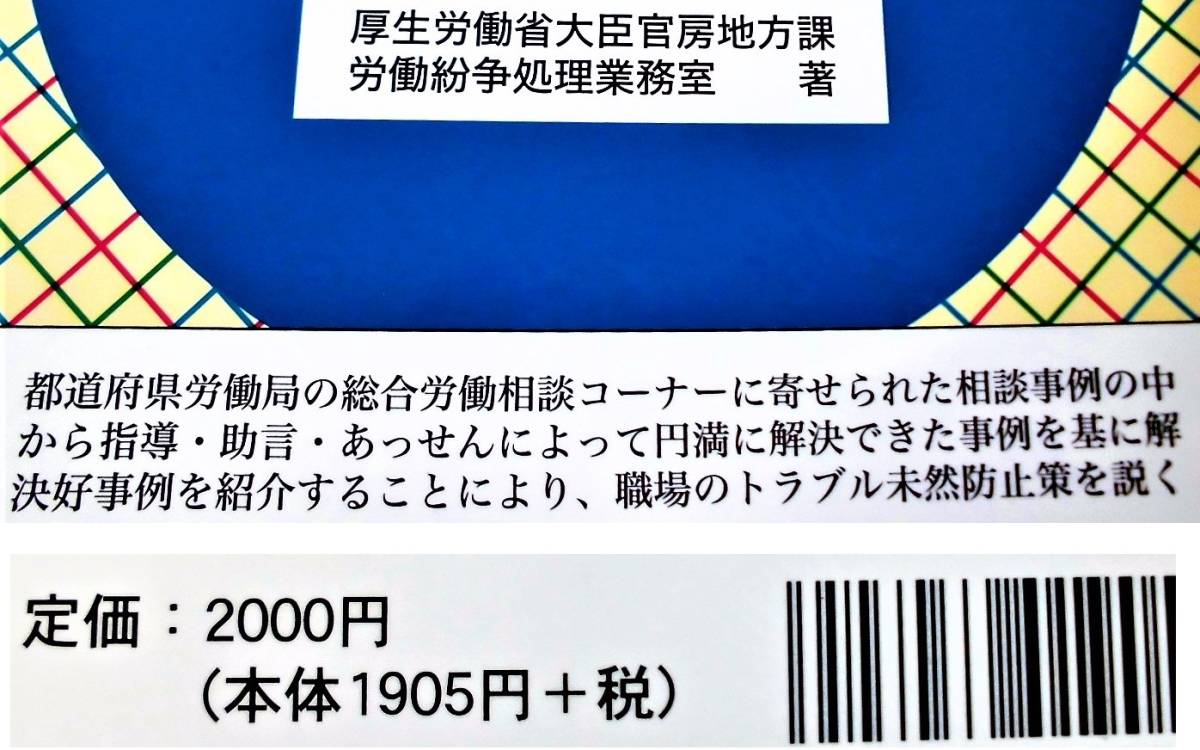 厚生労働省大臣官房地方課
労働紛争処理業務室　著
都道府県労働局の総合労働相談コーナーに寄せられた相談事例の中
から指導・助言・あっせんによって円満に解決できた事例を基に解
決好事例を紹介することにより、職場のトラブル未然防止策を説く
定価：2000円
（本体1905円＋税）